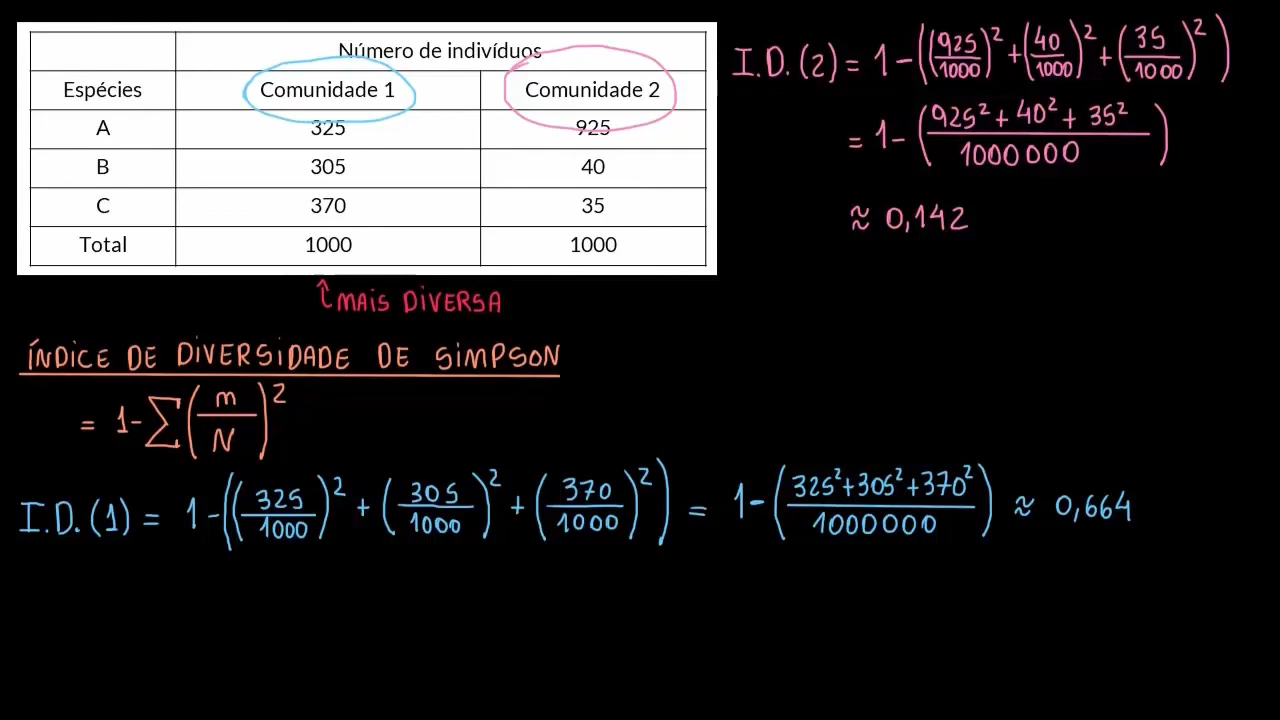 Número de indivíduos
Espécies Comunidade 1 Comunidade 2
A 325 925
B 305 40
C 370 35
Total 1000 1000
↑MAIS DIVERSA
ÍNDICE DE DIVERSIDADE DE SIMPSON
= 1-∑(m/N)²
I.D.(1) = 1-((325/1000)²+(305/1000)²+(370/1000)²) = 1-((325²+305²+370²)/1000000) ≈ 0,664
I.D.(2) = 1-((925/1000)²+(40/1000)²+(35/1000)²)
= 1-((925²+40²+35²)/1000000)
≈ 0,142